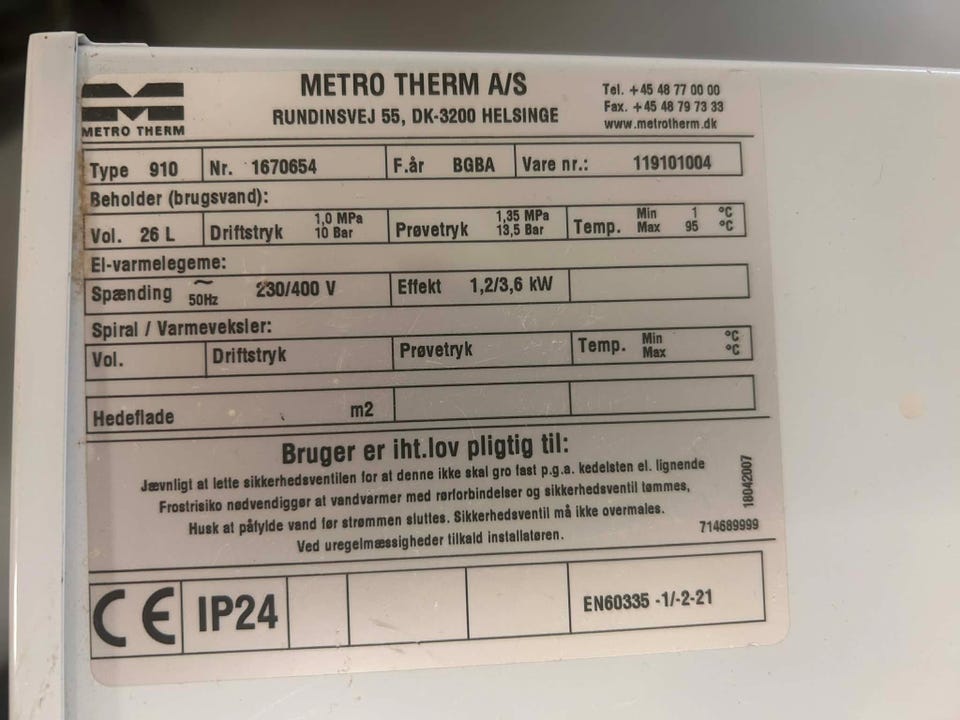 METRO THERM A/S
RUNDINSVEJ 55, DK-3200 HELSINGE
Tel. +45 48 77 00 00
Fax. +45 48 79 73 33
www.metrotherm.dk
METRO THERM
Type 910 Nr. 1670654 F.år BGBA Vare nr.: 119101004
Beholder (brugsvand):
Vol. 26 L Driftstryk 1,0 MPa 10 Bar Prøvetryk 1,35 MPa 13,5 Bar Temp. Min 1 °C Max 95 °C
El-varmelegeme:
Spænding ~ 50Hz 230/400 V Effekt 1,2/3,6 kW
Spiral / Varmeveksler:
Vol. Driftstryk Prøvetryk Temp. Min °C Max °C
Hedeflade m2
Bruger er iht.lov pligtig til:
Jævnligt at lette sikkerhedsventilen for at denne ikke skal gro fast p.g.a. kedelsten el. lignende
Frostrisiko nødvendiggør at vandvarmer med rørforbindelser og sikkerhedsventil tømmes,
Husk at påfylde vand før strømmen sluttes. Sikkerhedsventil må ikke overmales.
Ved uregelmæssigheder tilkald installatøren.
18042007
714689999
CE IP24 EN60335 -1/-2-21